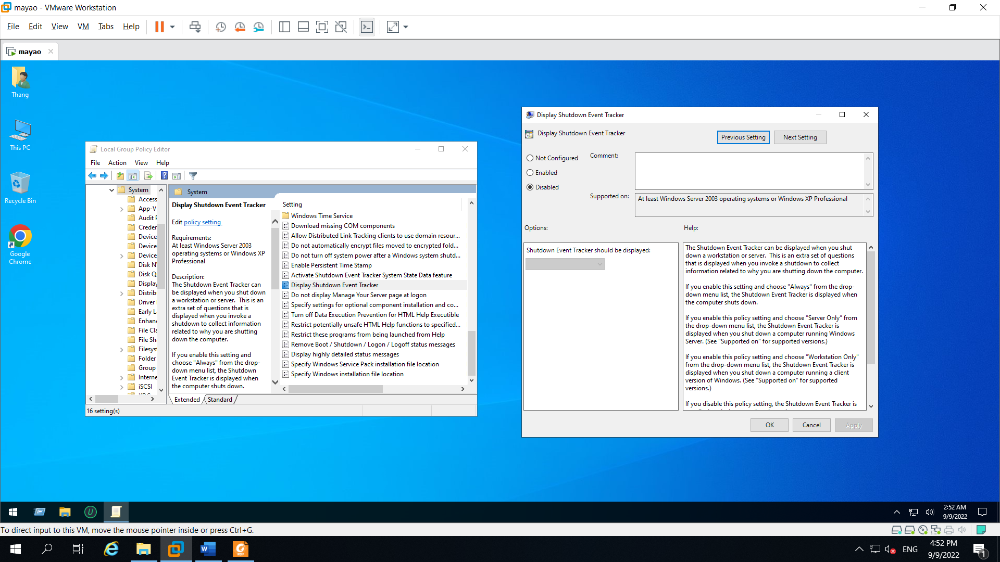 mayao - VMware Workstation
File Edit View VM Tabs Help
mayao
Thang
This PC
Recycle Bin
Google
Chrome
Local Group Policy Editor
File Action View Help
System
Access
App-V
Audit
Creden
Device
Device
Device
Disk N
Disk Q
Display
Distrib
Driver
Early L
Enhan
File Cla
File Sh
Filesys
Folder
Group
Interne
iSCSI
System
Display Shutdown Event Tracker
Edit policy setting
Requirements:
At least Windows Server 2003
operating systems or Windows XP
Professional
Description:
The Shutdown Event Tracker can
be displayed when you shut down
a workstation or server. This is an
extra set of questions that is
displayed when you invoke a
shutdown to collect information
related to why you are shutting
down the computer.
If you enable this setting and
choose "Always" from the drop-
down menu list, the Shutdown
Event Tracker is displayed when
the computer shuts down.
Setting
Windows Time Service
Download missing COM components
Allow Distributed Link Tracking clients to use domain resour...
Do not automatically encrypt files moved to encrypted fold...
Do not turn off system power after a Windows system shutd...
Enable Persistent Time Stamp
Activate Shutdown Event Tracker System State Data feature
Display Shutdown Event Tracker
Do not display Manage Your Server page at logon
Specify settings for optional component installation and co...
Turn off Data Execution Prevention for HTML Help Executible
Restrict potentially unsafe HTML Help functions to specified...
Restrict these programs from being launched from Help
Remove Boot / Shutdown / Logon / Logoff status messages
Display highly detailed status messages
Specify Windows Service Pack installation file location
Specify Windows installation file location
Extended Standard
16 setting(s)
Display Shutdown Event Tracker
Display Shutdown Event Tracker
Previous Setting Next Setting
Not Configured
Enabled
Disabled
Comment:
Supported on:
At least Windows Server 2003 operating systems or Windows XP Professional
Options:
Help:
Shutdown Event Tracker should be displayed:
The Shutdown Event Tracker can be displayed when you shut
down a workstation or server. This is an extra set of questions
that is displayed when you invoke a shutdown to collect
information related to why you are shutting down the computer.
If you enable this setting and choose "Always" from the drop-
down menu list, the Shutdown Event Tracker is displayed when
the computer shuts down.
If you enable this policy setting and choose "Server Only" from
the drop-down menu list, the Shutdown Event Tracker is
displayed when you shut down a computer running Windows
Server. (See "Supported on" for supported versions.)
If you enable this policy setting and choose "Workstation Only"
from the drop-down menu list, the Shutdown Event Tracker is
displayed when you shut down a computer running a client
version of Windows. (See "Supported on" for supported
versions.)
If you disable this policy setting, the Shutdown Event Tracker is
OK Cancel Apply
2:52 AM
9/9/2022
To direct input to this VM, move the mouse pointer inside or press Ctrl+G.
ENG
4:52 PM
9/9/2022
1